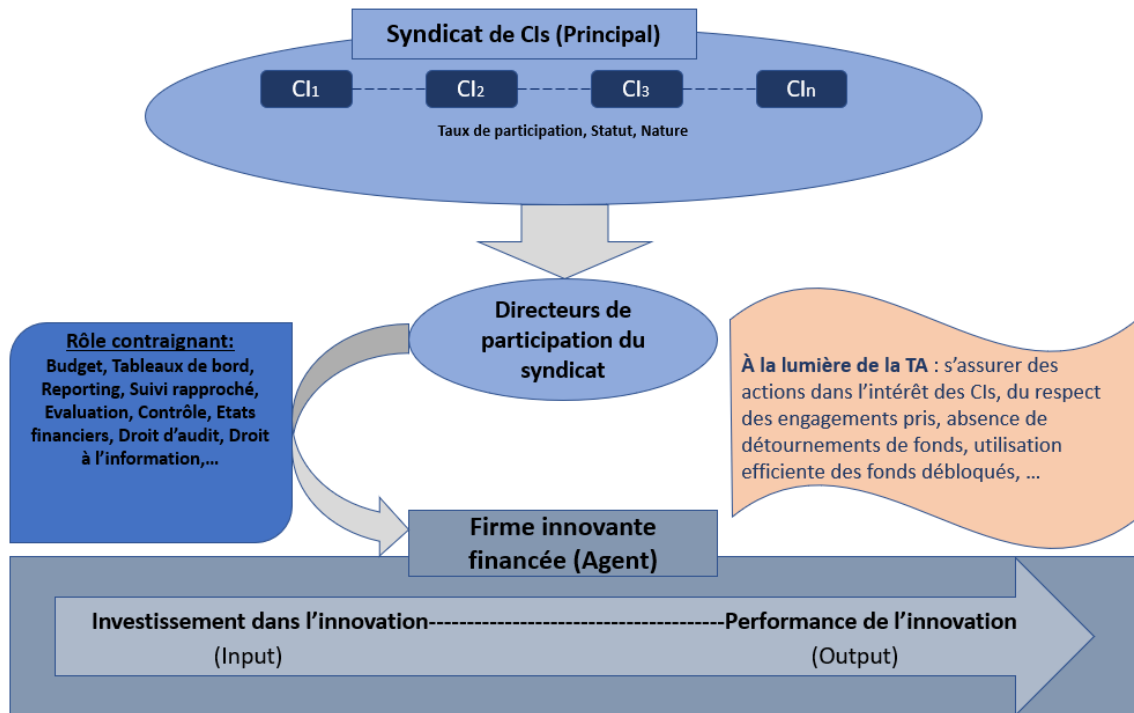 Syndicat de CIs (Principal)
CI1 CI2 CI3 CIn
Taux de participation, Statut, Nature
Directeurs de
participation du
syndicat
Rôle contraignant:
Budget, Tableaux de bord,
Reporting, Suivi rapproché,
Evaluation, Contrôle, Etats
financiers, Droit d’audit, Droit
à l’information,…
À la lumière de la TA : s’assurer des
actions dans l’intérêt des CIs, du respect
des engagements pris, absence de
détournements de fonds, utilisation
efficiente des fonds débloqués, …
Firme innovante
financée (Agent)
Investissement dans l’innovation--------------------------------------Performance de l’innovation
(Input) (Output)